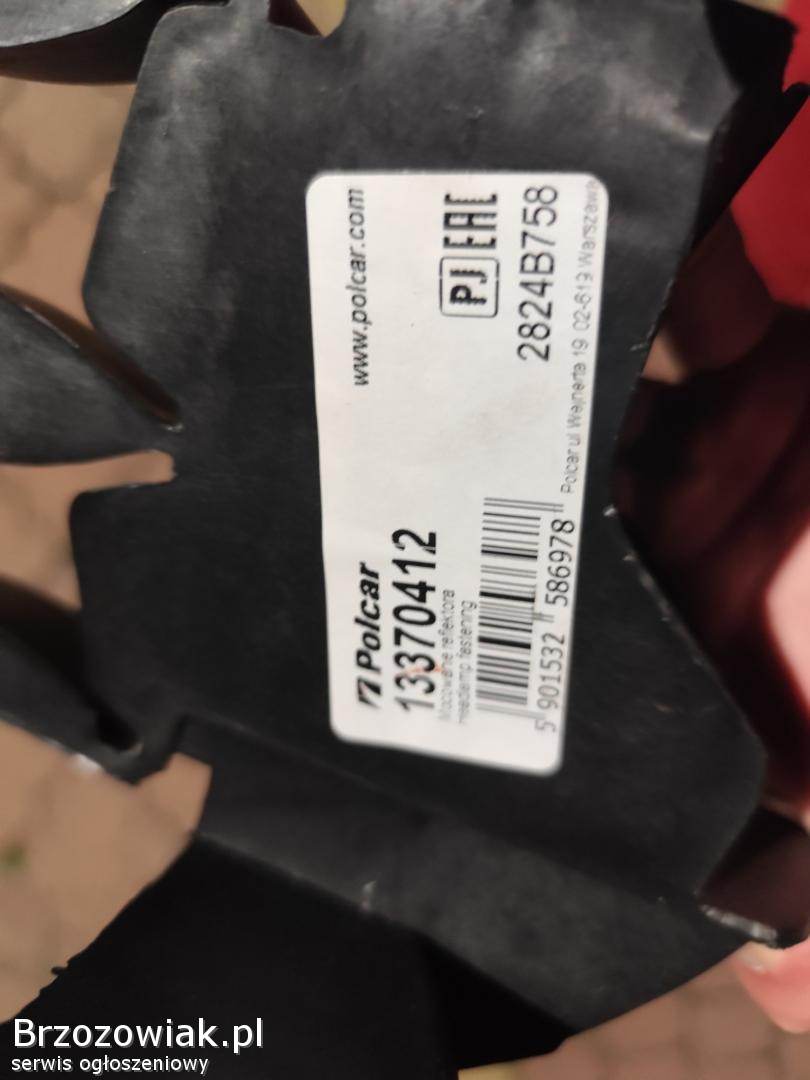 Polcar
www.polcar.com
13370412
Mocowanie reflektora
Headlamp fastening
PJ EAC
2824B758
5 901532 586978
Polcar ul Wejnerta 19 02-619 Warszawa
Brzozowiak.pl
serwis ogłoszeniowy